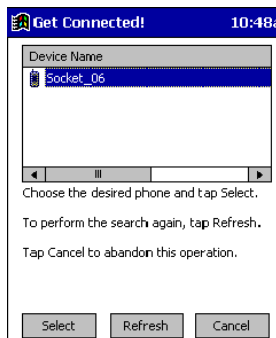 Get Connected! 10:48a
Device Name
Socket_06
Choose the desired phone and tap Select.
To perform the search again, tap Refresh.
Tap Cancel to abandon this operation.
Select Refresh Cancel